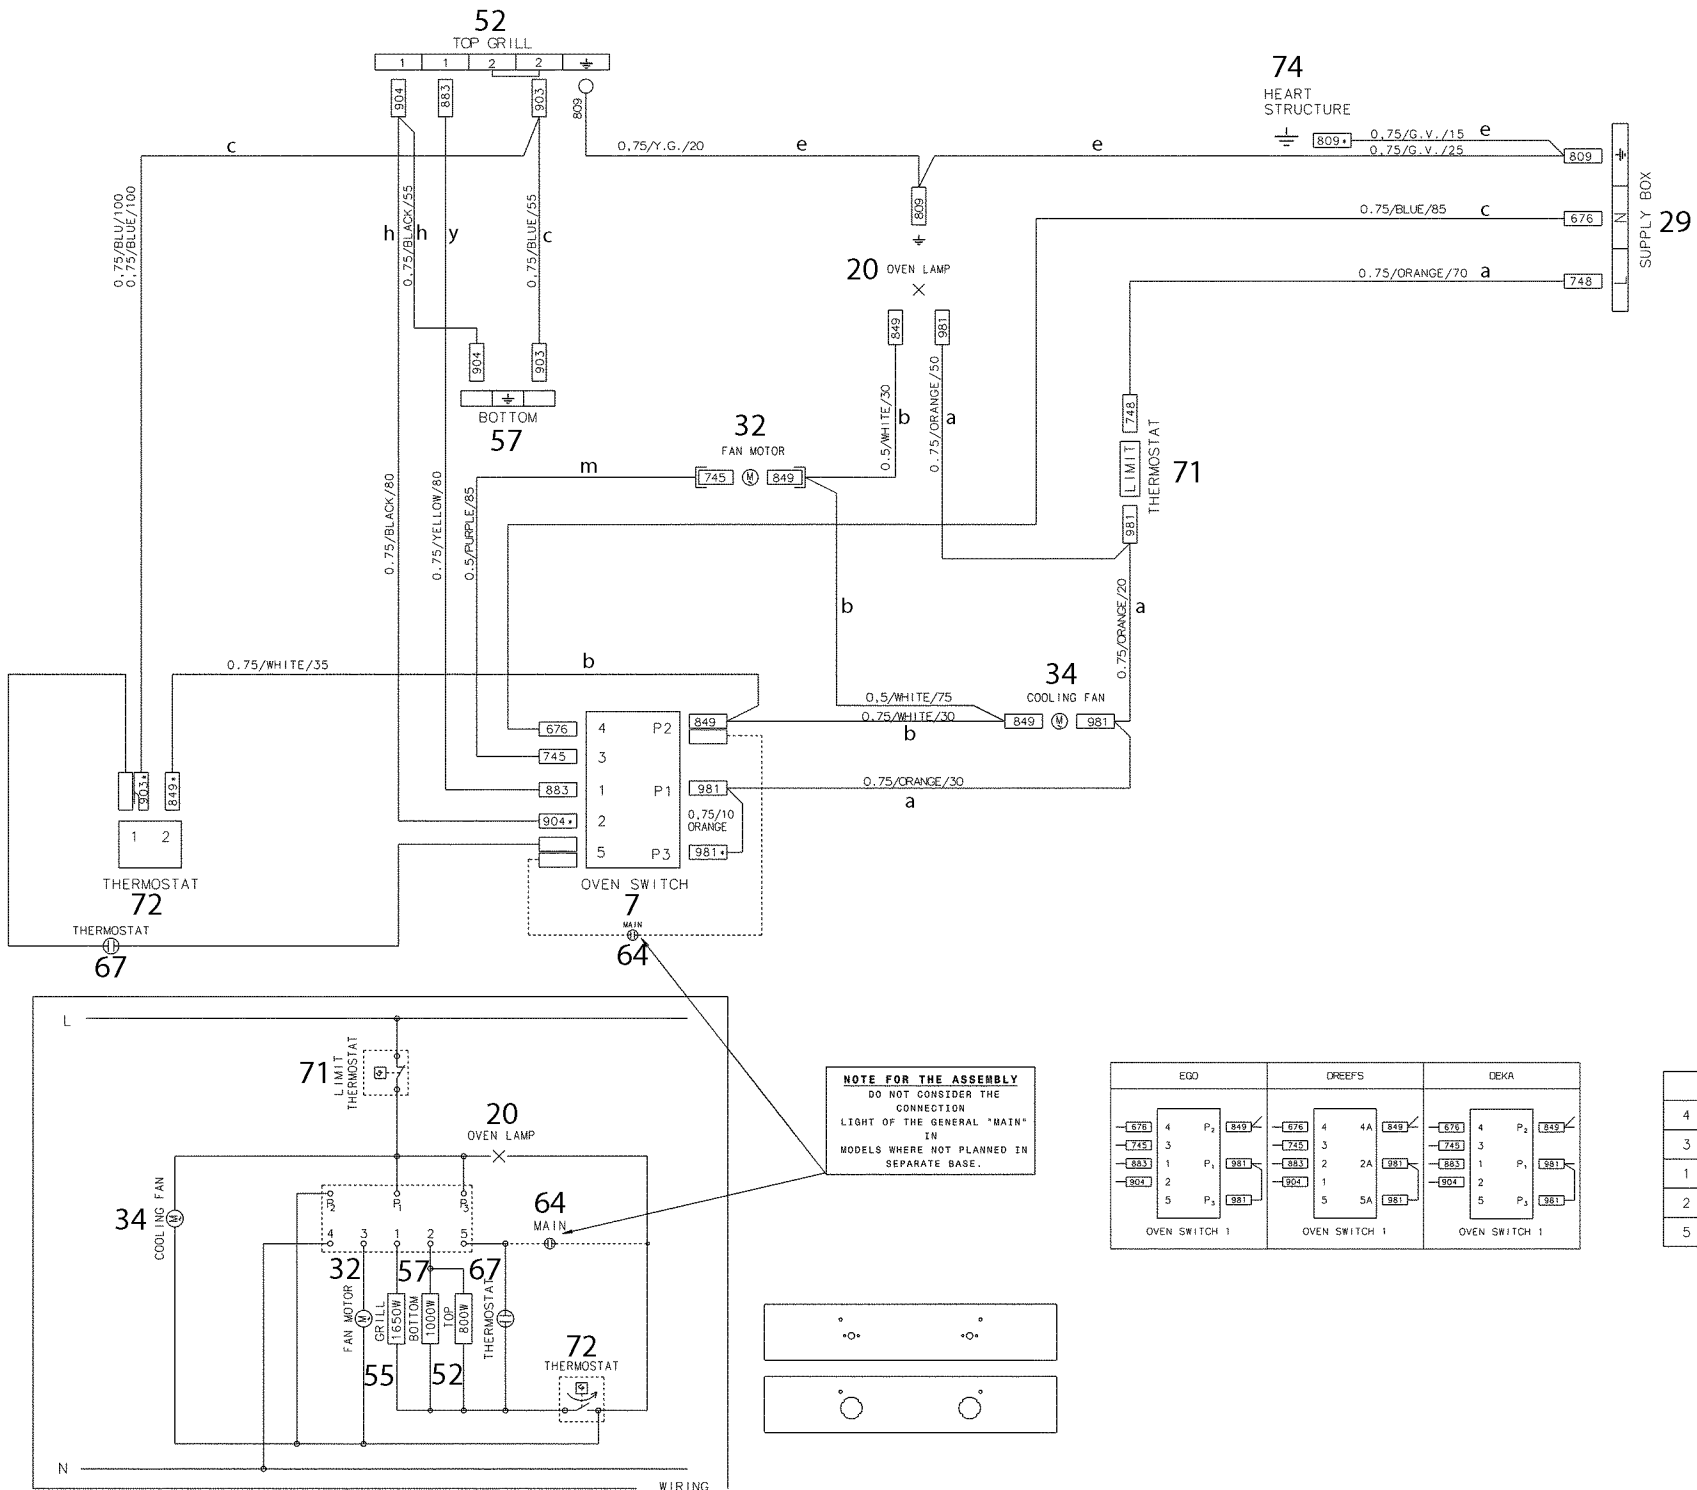 52
TOP GRILL
1 1 2 2
904
883
903
809
74
HEART
STRUCTURE
809*
0,75/G.V./15 e
0,75/G.V./25
809
c
0,75/Y.G./20 e e
809
0.75/BLUE/85 c
676
N
SUPPLY BOX
29
0.75/ORANGE/70 a
748
L
0,75/BLU/100
0,75/BLUE/100
h
0,75/BLACK/55
h
y
0,75/BLUE/55
c
20 OVEN LAMP
849
981
904
903
BOTTOM
57
0.5/WHITE/30
b
0.75/ORANGE/50
a
748
LIMIT
THERMOSTAT
71
981
32
FAN MOTOR
m
745
M
849
0.75/BLACK/80
0.75/YELLOW/80
0.5/PURPLE/85
b
0.75/ORANGE/20
a
0.75/WHITE/35 b
34
COOLING FAN
0,5/WHITE/75
0.75/WHITE/30
b
849
M
981
676 4 P2 849
745 3
883 1 P1 981
0.75/ORANGE/30
a
904* 2
0,75/10
ORANGE
5 P3 981*
OVEN SWITCH
7
MAIN
64
903*
849*
1 2
THERMOSTAT
72
THERMOSTAT
67
L
71
LIMIT
THERMOSTAT
20
OVEN LAMP
34
COOLING FAN
M
P2 P1 P3
4 3 1 2 5
64
MAIN
32
57
67
FAN MOTOR
M
GRILL
1650W
BOTTOM
1000W
TOP
800W
THERMOSTAT
55
52
72
THERMOSTAT
N
WIRING
NOTE FOR THE ASSEMBLY
DO NOT CONSIDER THE
CONNECTION
LIGHT OF THE GENERAL "MAIN"
IN
MODELS WHERE NOT PLANNED IN
SEPARATE BASE.
EGO DREEFS DEKA
676 4 P2 849
745 3
883 1 P1 981
904 2
5 P3 981
OVEN SWITCH 1
676 4 4A 849
745 3
883 2 2A 981
904 1
5 5A 981
OVEN SWITCH 1
676 4 P2 849
745 3
883 1 P1 981
904 2
5 P3 981
OVEN SWITCH 1
4
3
1
2
5